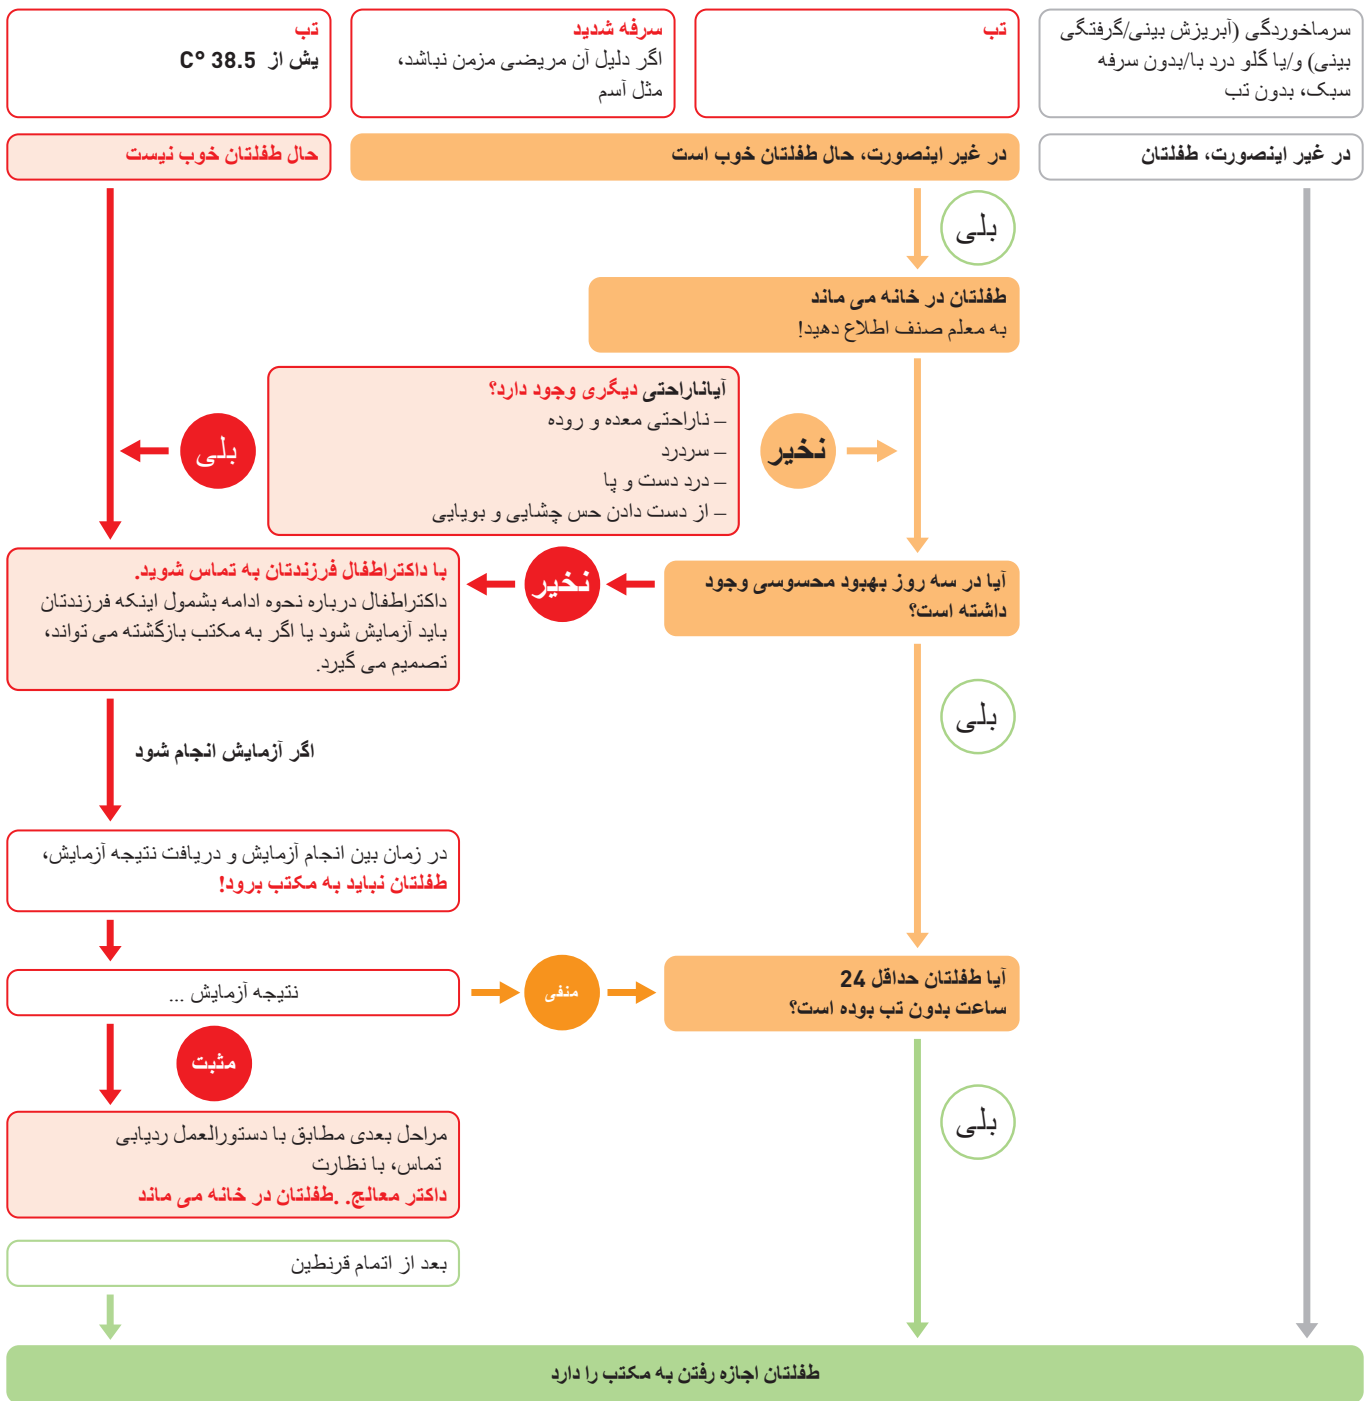 سرماخوردگی (آبریزش بینی/گرفتگی
بینی) و/یا گلو درد با/بدون سرفه
سبک، بدون تب
تب
سرفه شدید
اگر دلیل آن مریضی مزمن نباشد،
مثل آسم
تب
یش از 38.5 °C
در غیر اینصورت، طفلتان
در غیر اینصورت، حال طفلتان خوب است
حال طفلتان خوب نیست
بلی
طفلتان در خانه می ماند
به معلم صنف اطلاع دهید!
آیاناراحتی دیگری وجود دارد؟
– ناراحتی معده و روده
– سردرد
– درد دست و پا
– از دست دادن حس چشایی و بویایی
نخیر
بلی
آیا در سه روز بهبود محسوسی وجود
داشته است؟
نخیر
با داکتراطفال فرزندتان به تماس شوید.
داکتراطفال درباره نحوه ادامه بشمول اینکه فرزندتان
باید آزمایش شود یا اگر به مکتب بازگشته می تواند،
تصمیم می گیرد.
بلی
اگر آزمایش انجام شود
در زمان بین انجام آزمایش و دریافت نتیجه آزمایش،
طفلتان نباید به مکتب برود!
آیا طفلتان حداقل 24
ساعت بدون تب بوده است؟
منفی
نتیجه آزمایش ...
مثبت
بلی
مراحل بعدی مطابق با دستورالعمل ردیابی
تماس، با نظارت
داکتر معالج. .طفلتان در خانه می ماند
بعد از اتمام قرنطین
طفلتان اجازه رفتن به مکتب را دارد